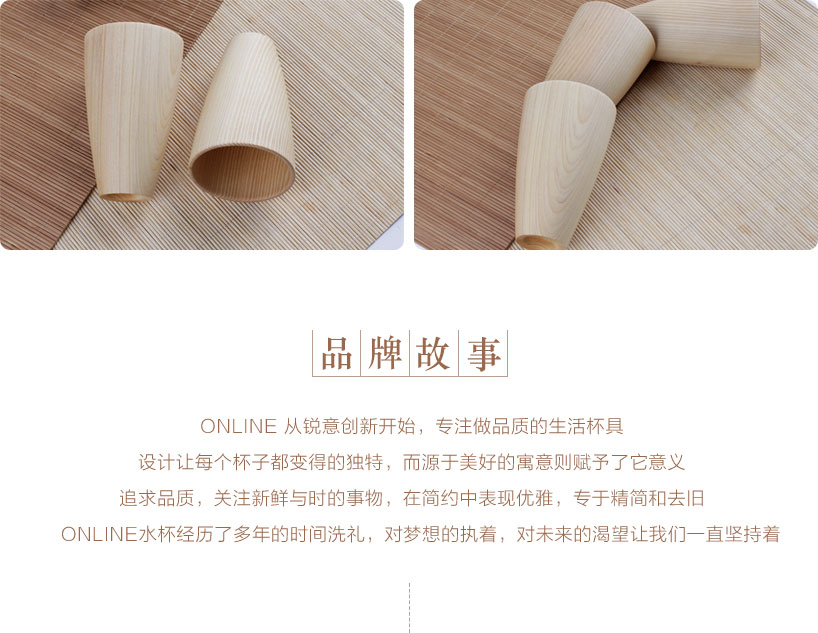 品牌故事
ONLINE 从锐意创新开始，专注做品质的生活杯具
设计让每个杯子都变得的独特，而源于美好的寓意则赋予了它意义
追求品质，关注新鲜与时的事物，在简约中表现优雅，专于精简和去旧
ONLINE水杯经历了多年的时间洗礼，对梦想的执着，对未来的渴望让我们一直坚持着